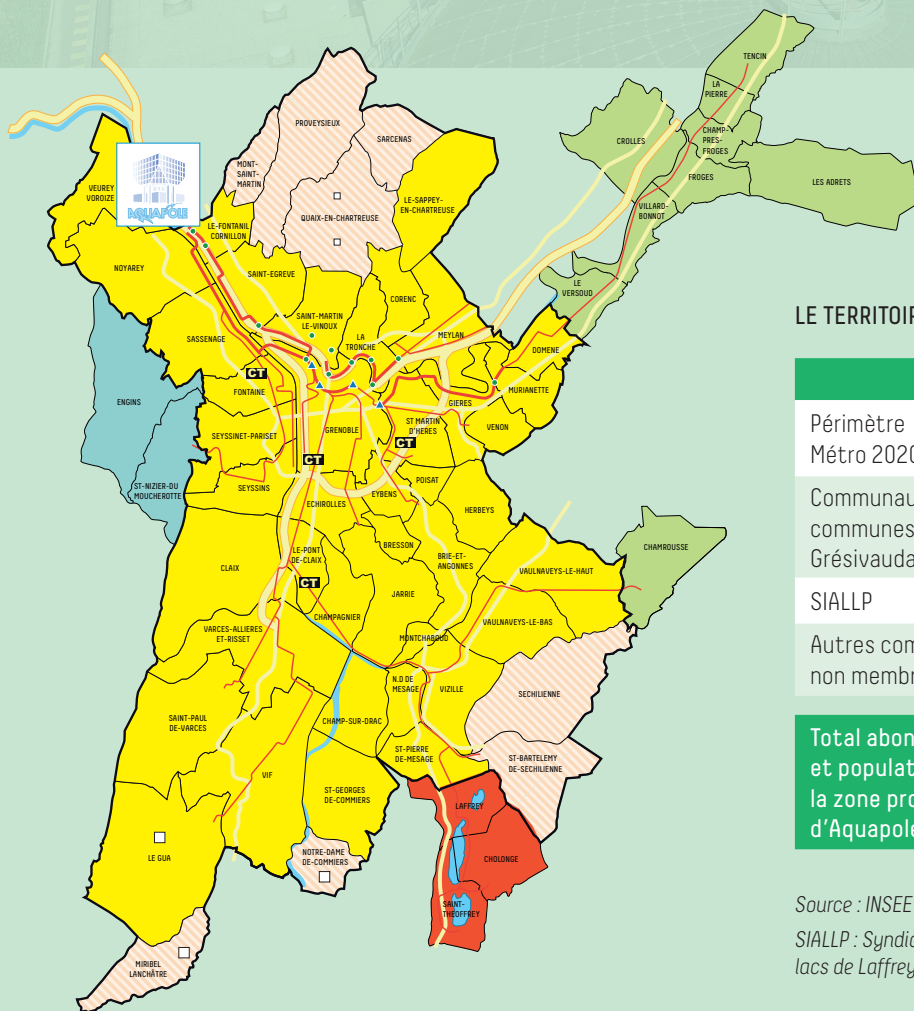 TENCIN
LA
PIERRE
PROVEYSIEUX
CHAMP-
PRES-
FROGES
SARCENAS
CROLLES
MONT-
SAINT-
MARTIN
FROGES
LES ADRETS
VEUREY
VOROIZE
AQUAPÔLE
LE-SAPPEY-
EN-CHARTREUSE
VILLARD-
BONNOT
QUAIX-EN-CHARTREUSE
LE-FONTANIL
CORNILLON
NOYAREY
SAINT-EGREVE
LE
VERSOUD
CORENC
SAINT-MARTIN
LE-VINOUX
SASSENAGE
LA
TRONCHE
MEYLAN
DOMENE
CT
FONTAINE
MURIANETTE
ENGINS
GIERES
SEYSSINET-PARISET
GRENOBLE
ST MARTIN
D'HERES
VENON
CT
CT
ST-NIZIER-DU
MOUCHEROTTE
SEYSSINS
POISAT
EYBENS
ECHIROLLES
HERBEYS
BRESSON
CHAMROUSSE
LE-PONT
DE-CLAIX
BRIE-ET-
ANGONNES
CLAIX
VAULNAVEYS-LE-HAUT
CT
JARRIE
CHAMPAGNIER
VAULNAVEYS-LE-BAS
VARCES-ALLIERES
ET-RISSET
MONTCHABOUD
N.D DE
MESAGE
VIZILLE
SECHILIENNE
SAINT-PAUL
DE-VARCES
CHAMP-SUR-DRAC
ST-PIERRE
DE-MESAGE
ST-BARTELEMY
DE-SECHILIENNE
VIF
ST-GEORGES
DE-COMMIERS
LAFFREY
LE GUA
NOTRE-DAME
DE-COMMIERS
CHOLONGE
SAINT-
THEOFFREY
MIRIBEL
LANCHÂTRE
LE TERRITOIR
Périmètre
Métro 2020
Communau
communes
Grésivauda
SIALLP
Autres com
non membr
Total abon
et populat
la zone pro
d'Aquapole
Source : INSEE
SIALLP : Syndic
lacs de Laffrey